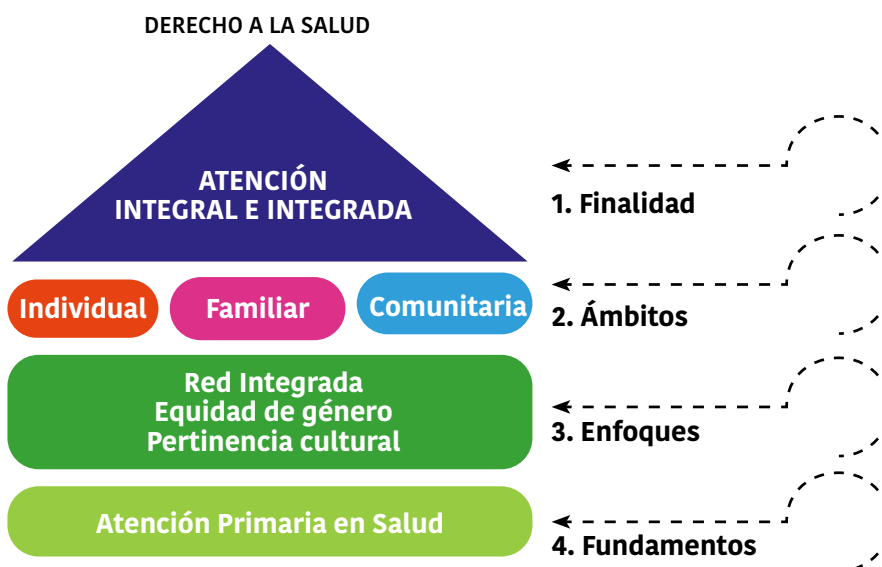 DERECHO A LA SALUD
ATENCIÓN
INTEGRAL E INTEGRADA
1. Finalidad
Individual
Familiar
Comunitaria
2. Ámbitos
Red Integrada
Equidad de género
Pertinencia cultural
3. Enfoques
Atención Primaria en Salud
4. Fundamentos